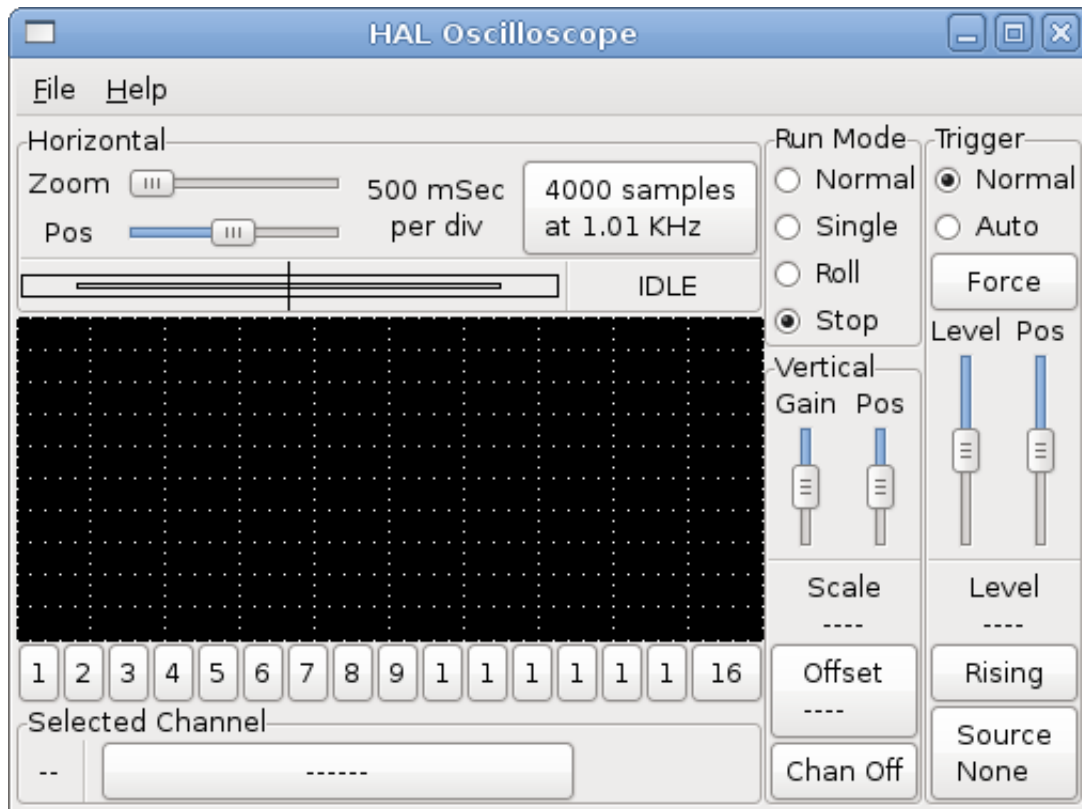 HAL Oscilloscope
File Help
Horizontal
Zoom
Pos
500 mSec
per div
4000 samples
at 1.01 KHz
IDLE
Run Mode
Normal
Single
Roll
Stop
Trigger
Normal
Auto
Force
Level Pos
Vertical
Gain Pos
Scale
----
Level
----
1 2 3 4 5 6 7 8 9 1 1 1 1 1 1 16
Offset
----
Rising
Selected Channel
-- ------
Chan Off
Source
None